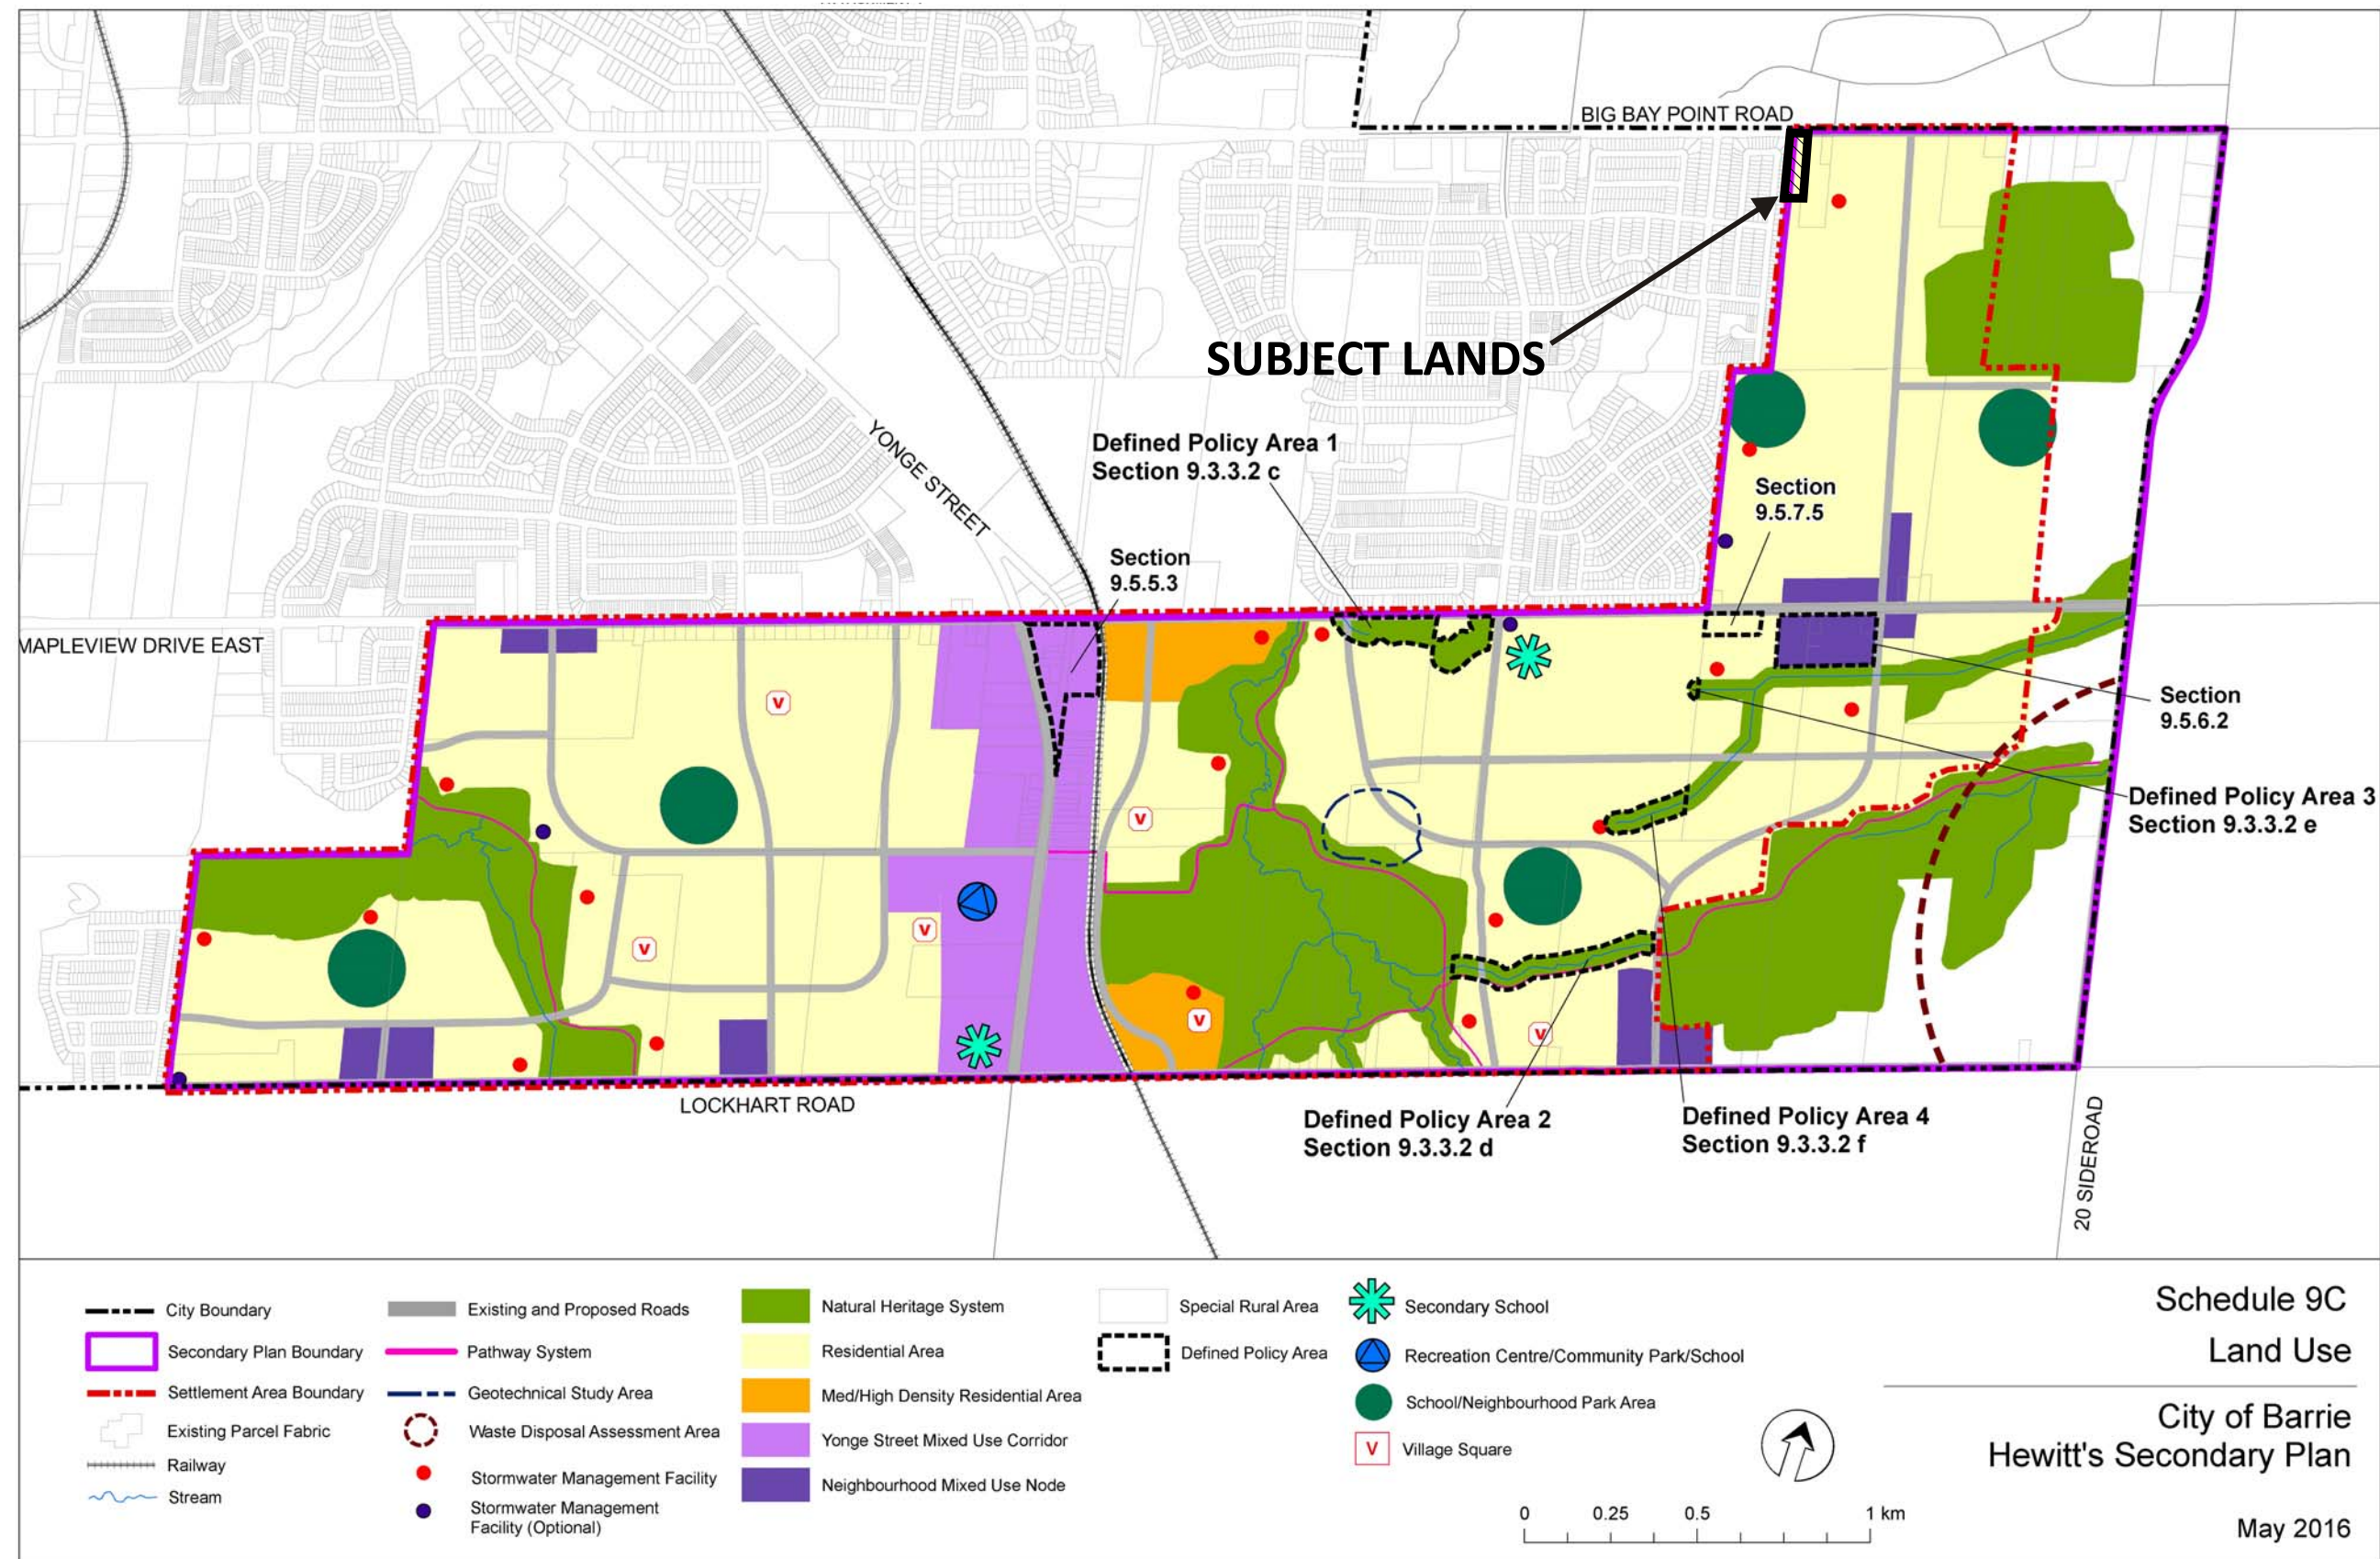 BIG BAY POINT ROAD
SUBJECT LANDS
YONGE STREET
Defined Policy Area 1
Section 9.3.3.2 c
Section
9.5.7.5
Section
9.5.5.3
MAPLEVIEW DRIVE EAST
V
Section
9.5.6.2
Defined Policy Area 3
Section 9.3.3.2 e
V
V
V
V
V
LOCKHART ROAD
Defined Policy Area 2
Section 9.3.3.2 d
Defined Policy Area 4
Section 9.3.3.2 f
20 SIDEROAD
City Boundary
Secondary Plan Boundary
Settlement Area Boundary
Existing Parcel Fabric
Railway
Stream
Existing and Proposed Roads
Pathway System
Geotechnical Study Area
Waste Disposal Assessment Area
Stormwater Management Facility
Stormwater Management
Facility (Optional)
Natural Heritage System
Residential Area
Med/High Density Residential Area
Yonge Street Mixed Use Corridor
Neighbourhood Mixed Use Node
Special Rural Area
Defined Policy Area
Secondary School
Recreation Centre/Community Park/School
School/Neighbourhood Park Area
V Village Square
0 0.25 0.5 1 km
Schedule 9C
Land Use
City of Barrie
Hewitt's Secondary Plan
May 2016